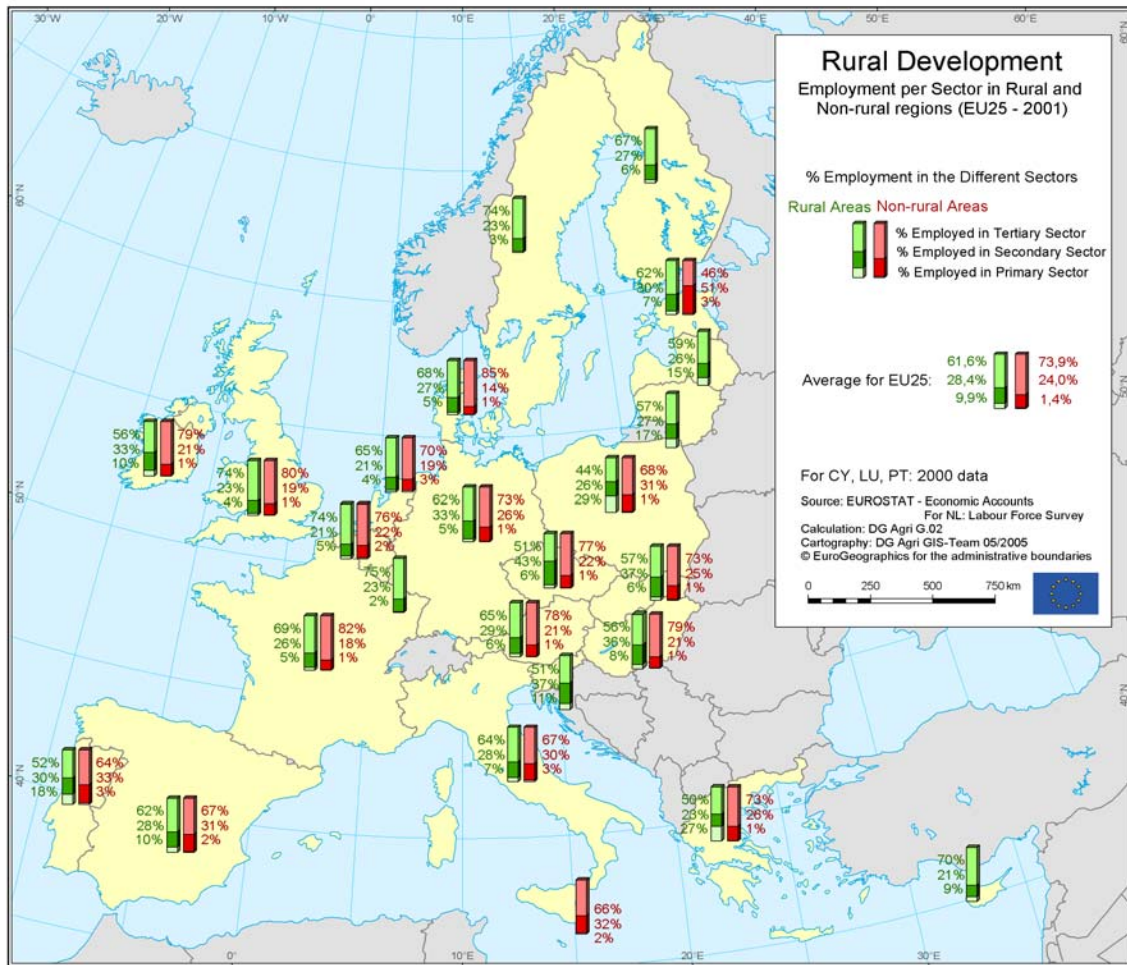 30°W
20°W
10°W
0°
10°E
20°E
30°E
40°E
50°E
60°E
60°N
60°N
50°N
40°N
40°N
0°
10°E
20°E
30°E
Rural Development
Employment per Sector in Rural and
Non-rural regions (EU25 - 2001)
% Employment in the Different Sectors
Rural Areas Non-rural Areas
% Employed in Tertiary Sector
% Employed in Secondary Sector
% Employed in Primary Sector
Average for EU25:
61,6% 73,9%
28,4% 24,0%
9,9% 1,4%
For CY, LU, PT: 2000 data
Source: EUROSTAT - Economic Accounts
For NL: Labour Force Survey
Calculation: DG Agri G.02
Cartography: DG Agri GIS-Team 05/2005
© EuroGeographics for the administrative boundaries
0 250 500 750 km
67%
27%
6%
74%
23%
3%
62% 46%
30% 51%
7% 3%
59%
26%
15%
68% 85%
27% 14%
5% 1%
57%
27%
17%
56% 79%
33% 21%
10% 1%
65% 70%
21% 19%
4% 3%
74% 80%
23% 19%
4% 1%
44% 68%
26% 31%
29% 1%
62% 73%
33% 26%
5% 1%
74% 76%
21% 22%
5% 2%
51% 77%
43% 22%
6% 1%
57% 73%
37% 25%
6% 1%
75%
23%
2%
65% 78%
29% 21%
6% 1%
69% 82%
26% 18%
5% 1%
56% 79%
36% 21%
8% 1%
51%
37%
11%
64% 67%
28% 30%
7% 3%
52% 64%
30% 33%
18% 3%
62% 67%
28% 31%
10% 2%
50% 73%
23% 26%
27% 1%
70%
21%
9%
66%
32%
2%